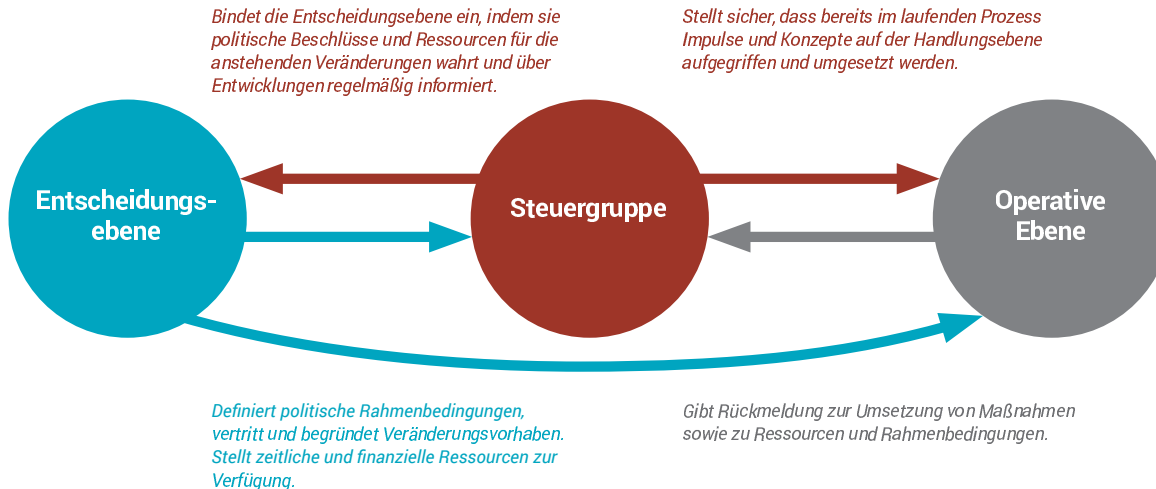 Bindet die Entscheidungsebene ein, indem sie
politische Beschlüsse und Ressourcen für die
anstehenden Veränderungen wahrt und über
Entwicklungen regelmäßig informiert.
Stellt sicher, dass bereits im laufenden Prozess
Impulse und Konzepte auf der Handlungsebene
aufgegriffen und umgesetzt werden.
Entscheidungs-
ebene
Steuergruppe
Operative
Ebene
Definiert politische Rahmenbedingungen,
vertritt und begründet Veränderungsvorhaben.
Stellt zeitliche und finanzielle Ressourcen zur
Verfügung.
Gibt Rückmeldung zur Umsetzung von Maßnahmen
sowie zu Ressourcen und Rahmenbedingungen.